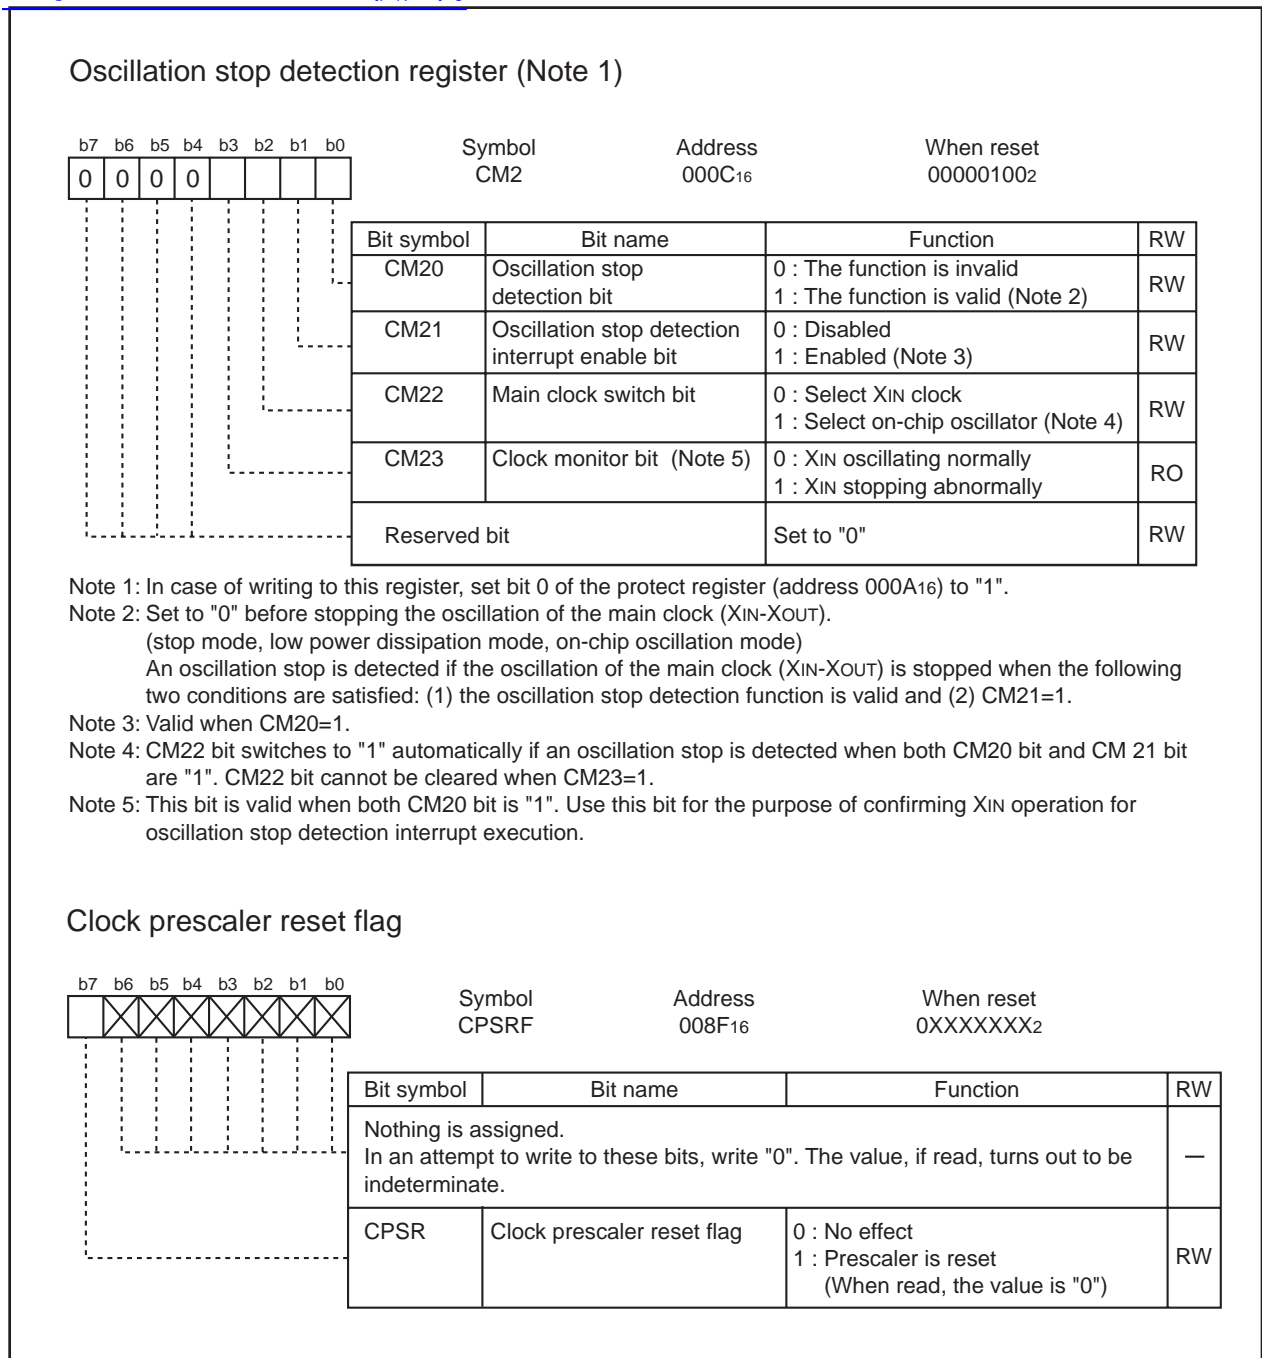 Oscillation stop detection register (Note 1)
b7 b6 b5 b4 b3 b2 b1 b0
Symbol Address When reset
0 0 0 0 CM2 000C16 000001002
Bit symbol Bit name Function RW
CM20 Oscillation stop 0 : The function is invalid
detection bit 1 : The function is valid (Note 2) RW
CM21 Oscillation stop detection 0 : Disabled
interrupt enable bit 1 : Enabled (Note 3) RW
CM22 Main clock switch bit 0 : Select XIN clock
1 : Select on-chip oscillator (Note 4) RW
CM23 Clock monitor bit (Note 5) 0 : XIN oscillating normally
1 : XIN stopping abnormally RO
Reserved bit Set to "0" RW
Note 1: In case of writing to this register, set bit 0 of the protect register (address 000A16) to "1".
Note 2: Set to "0" before stopping the oscillation of the main clock (XIN-XOUT).
(stop mode, low power dissipation mode, on-chip oscillation mode)
An oscillation stop is detected if the oscillation of the main clock (XIN-XOUT) is stopped when the following
two conditions are satisfied: (1) the oscillation stop detection function is valid and (2) CM21=1.
Note 3: Valid when CM20=1.
Note 4: CM22 bit switches to "1" automatically if an oscillation stop is detected when both CM20 bit and CM 21 bit
are "1". CM22 bit cannot be cleared when CM23=1.
Note 5: This bit is valid when both CM20 bit is "1". Use this bit for the purpose of confirming XIN operation for
oscillation stop detection interrupt execution.
Clock prescaler reset flag
b7 b6 b5 b4 b3 b2 b1 b0
Symbol Address When reset
CPSRF 008F16 0XXXXXXX2
Bit symbol Bit name Function RW
Nothing is assigned.
In an attempt to write to these bits, write "0". The value, if read, turns out to be —
indeterminate.
CPSR Clock prescaler reset flag 0 : No effect
1 : Prescaler is reset RW
(When read, the value is "0")